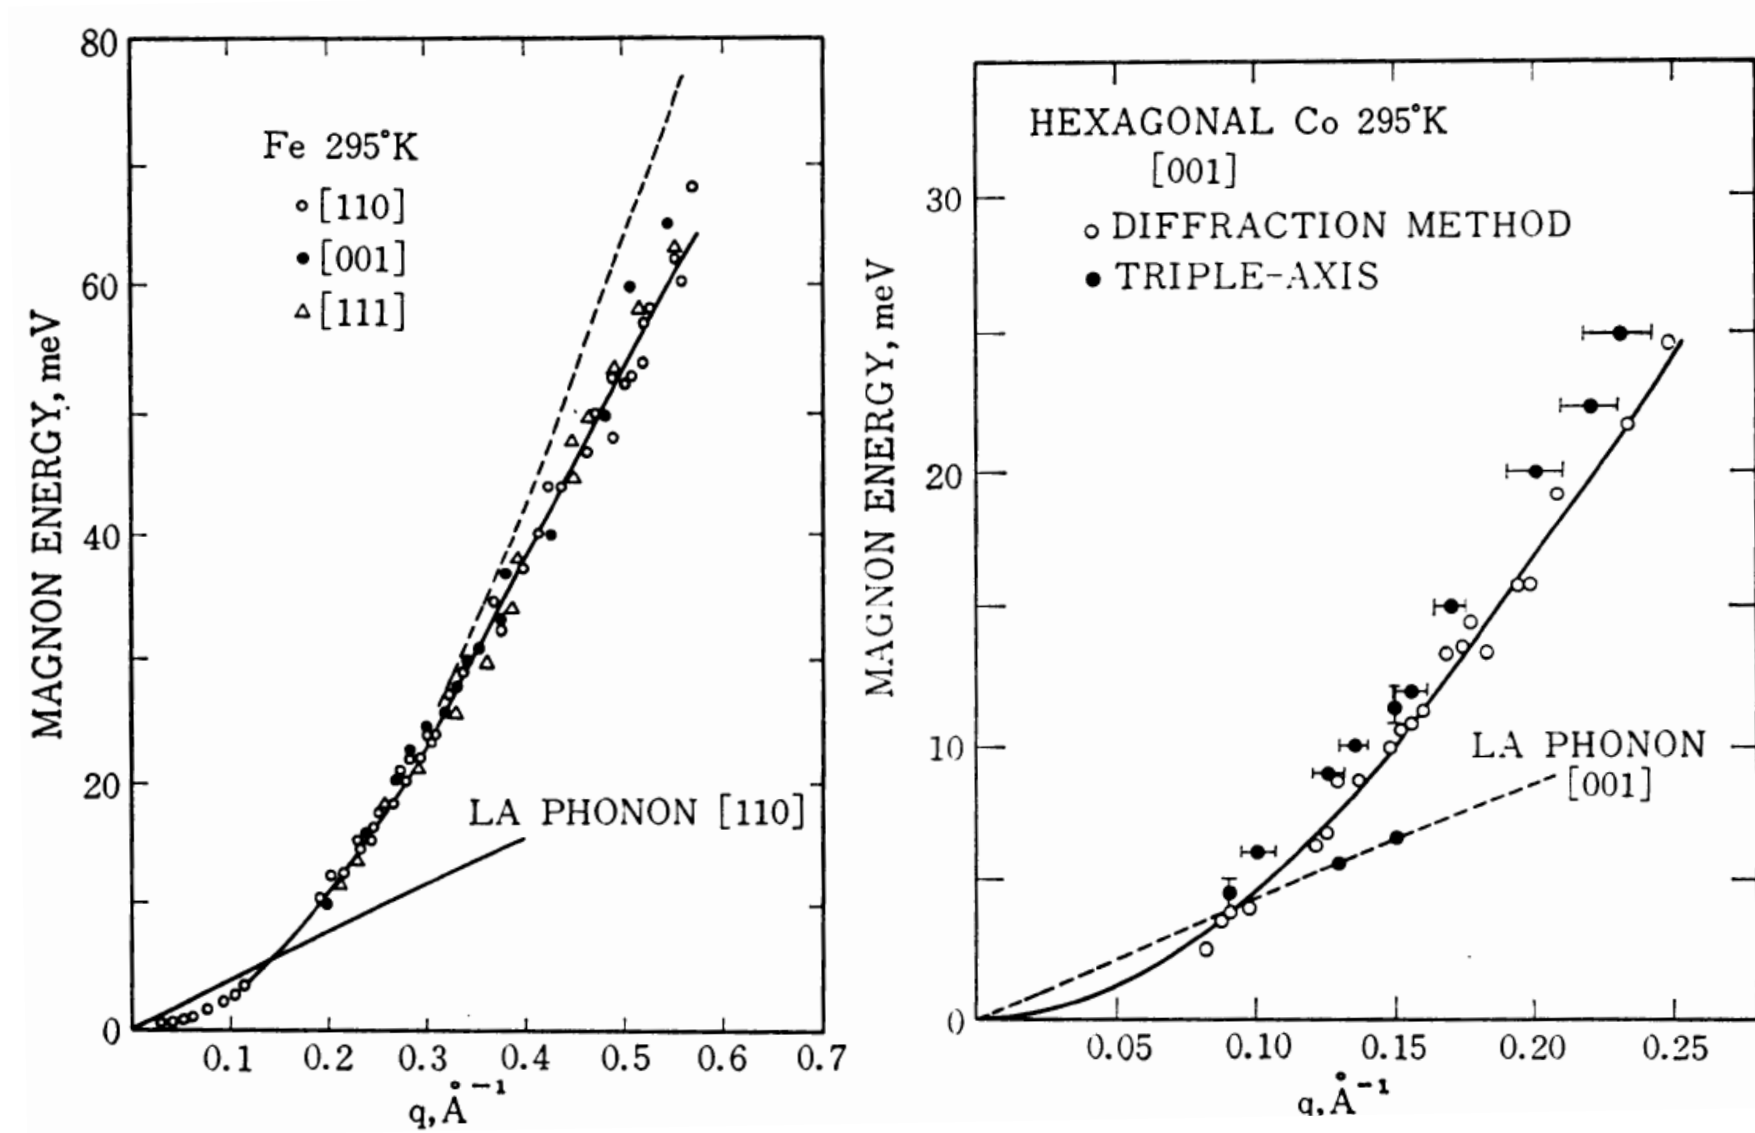 80
60
40
20
0
MAGNON ENERGY, meV
Fe 295°K
[110]
[001]
[111]
LA PHONON [110]
0.1 0.2 0.3 0.4 0.5 0.6 0.7
q, Å⁻¹
30
20
10
0
MAGNON ENERGY, meV
HEXAGONAL Co 295°K
[001]
DIFFRACTION METHOD
TRIPLE-AXIS
LA PHONON
[001]
0.05 0.10 0.15 0.20 0.25
q, Å⁻¹